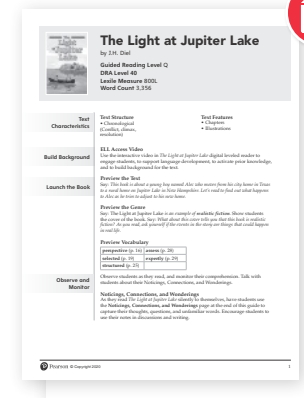 The Light at Jupiter Lake
by J.H. Diel
Guided Reading Level Q
DRA Level 40
Lexile Measure 800L
Word Count 3,356
The Light
at Jupiter
Lake
Text
Characteristics
Text Structure
• Chronological
(Conflict, climax,
resolution)
Text Features
• Chapters
• Illustrations
Build Background
ELL Access Video
Use the interactive video in The Light at Jupiter Lake digital leveled reader to
engage students, to support language development, to activate prior knowledge,
and to build background for the text.
Launch the Book
Preview the Text
Say: This book is about a young boy named Alec who moves from his city home in Texas
to a rural home on Jupiter Lake in New Hampshire. Let's read to find out what happens
to Alec as he tries to adjust to his new home.
Preview the Genre
Say: The Light at Jupiter Lake is an example of realistic fiction. Show students
the cover of the book. Say: What about this cover tells you this book is realistic
fiction? As you read, ask yourself if the events in the story are things that could happen
in real life.
Preview Vocabulary
perspective (p. 16) assess (p. 28)
selected (p. 19) expertly (p. 29)
structured (p. 25)
Observe and
Monitor
Observe students as they read, and monitor their comprehension. Talk with
students about their Noticings, Connections, and Wonderings.
Noticings, Connections, and Wonderings
As they read The Light at Jupiter Lake silently to themselves, have students use
the Noticings, Connections, and Wonderings page at the end of this guide to
capture their thoughts, questions, and unfamiliar words. Encourage students to
use their notes in discussions and writing.
Pearson
1